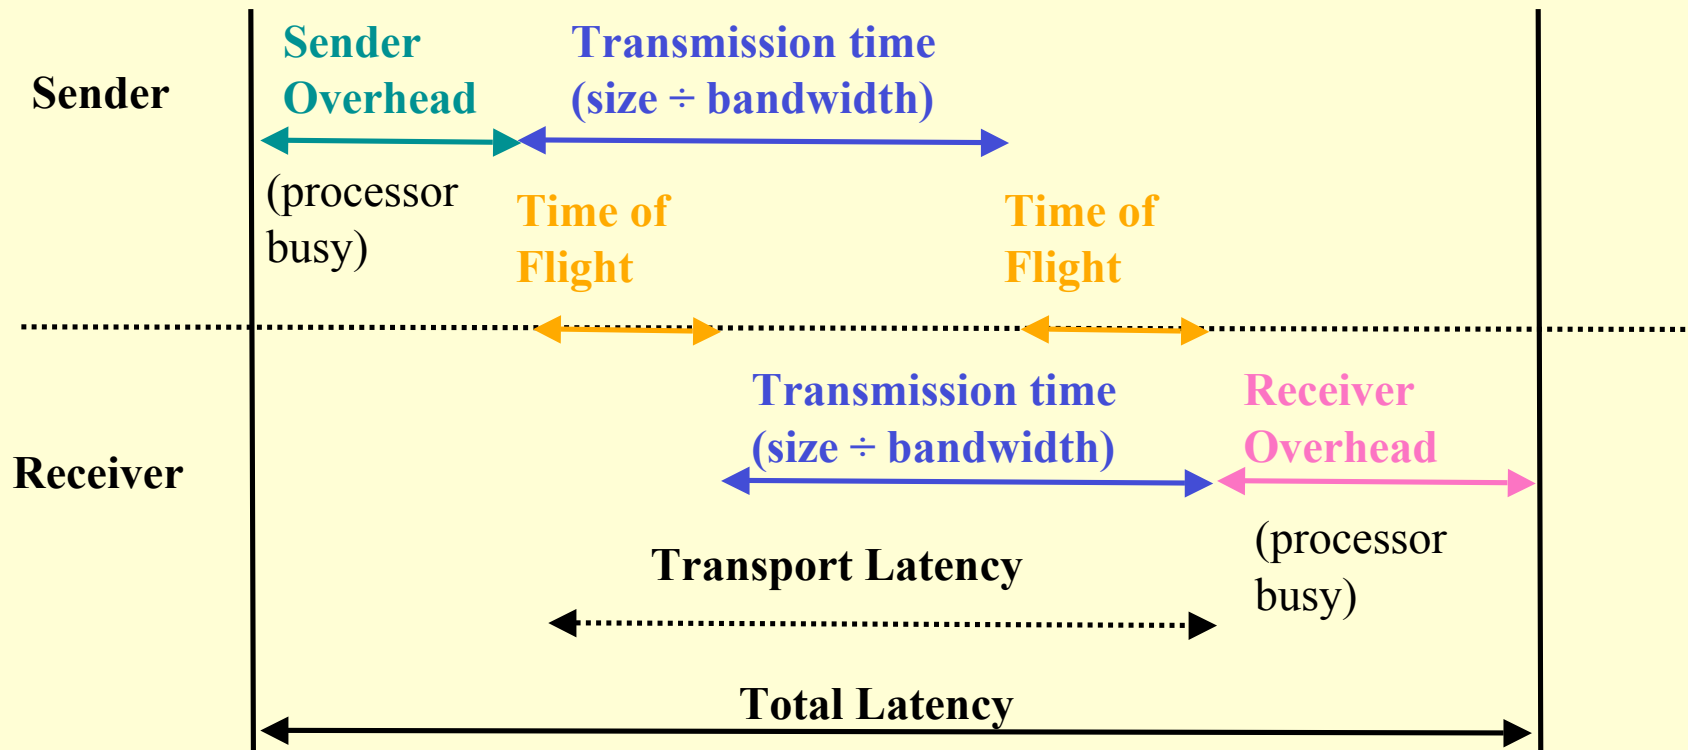 Sender
Sender
Overhead
Transmission time
(size ÷ bandwidth)
(processor
busy)
Time of
Flight
Time of
Flight
Receiver
Transmission time
(size ÷ bandwidth)
Receiver
Overhead
(processor
busy)
Transport Latency
Total Latency